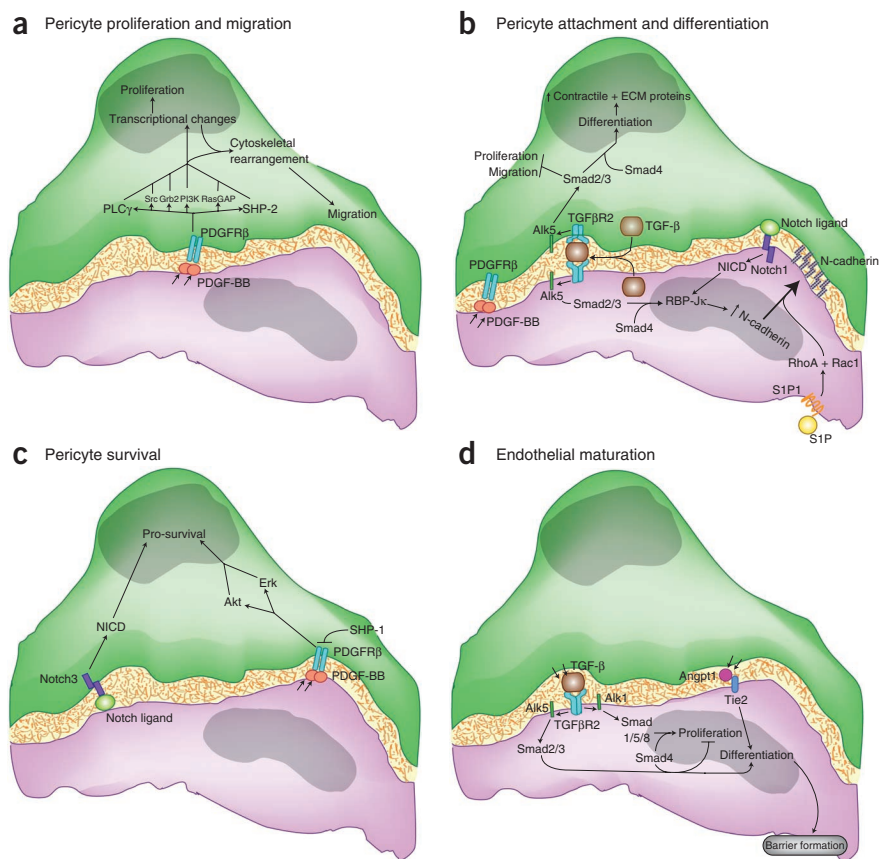 a Pericyte proliferation and migration
Proliferation
Transcriptional changes
Cytoskeletal
rearrangement
Src Grb2 PI3K RasGAP
PLCγ
SHP-2
Migration
PDGFRβ
PDGF-BB
b Pericyte attachment and differentiation
↑ Contractile + ECM proteins
Differentiation
Proliferation
Migration
Smad2/3
Smad4
Alk5
TGFβR2
TGF-β
Notch ligand
N-cadherin
NICD
Notch1
PDGFRβ
PDGF-BB
Alk5
Smad2/3
RBP-Jκ
↑ N-cadherin
Smad4
RhoA + Rac1
S1P1
S1P
c Pericyte survival
Pro-survival
Erk
Akt
NICD
SHP-1
PDGFRβ
Notch3
PDGF-BB
Notch ligand
d Endothelial maturation
TGF-β
Angpt1
Alk5
Alk1
Tie2
TGFβR2
Smad
1/5/8
Proliferation
Smad2/3
Smad4
Differentiation
Barrier formation